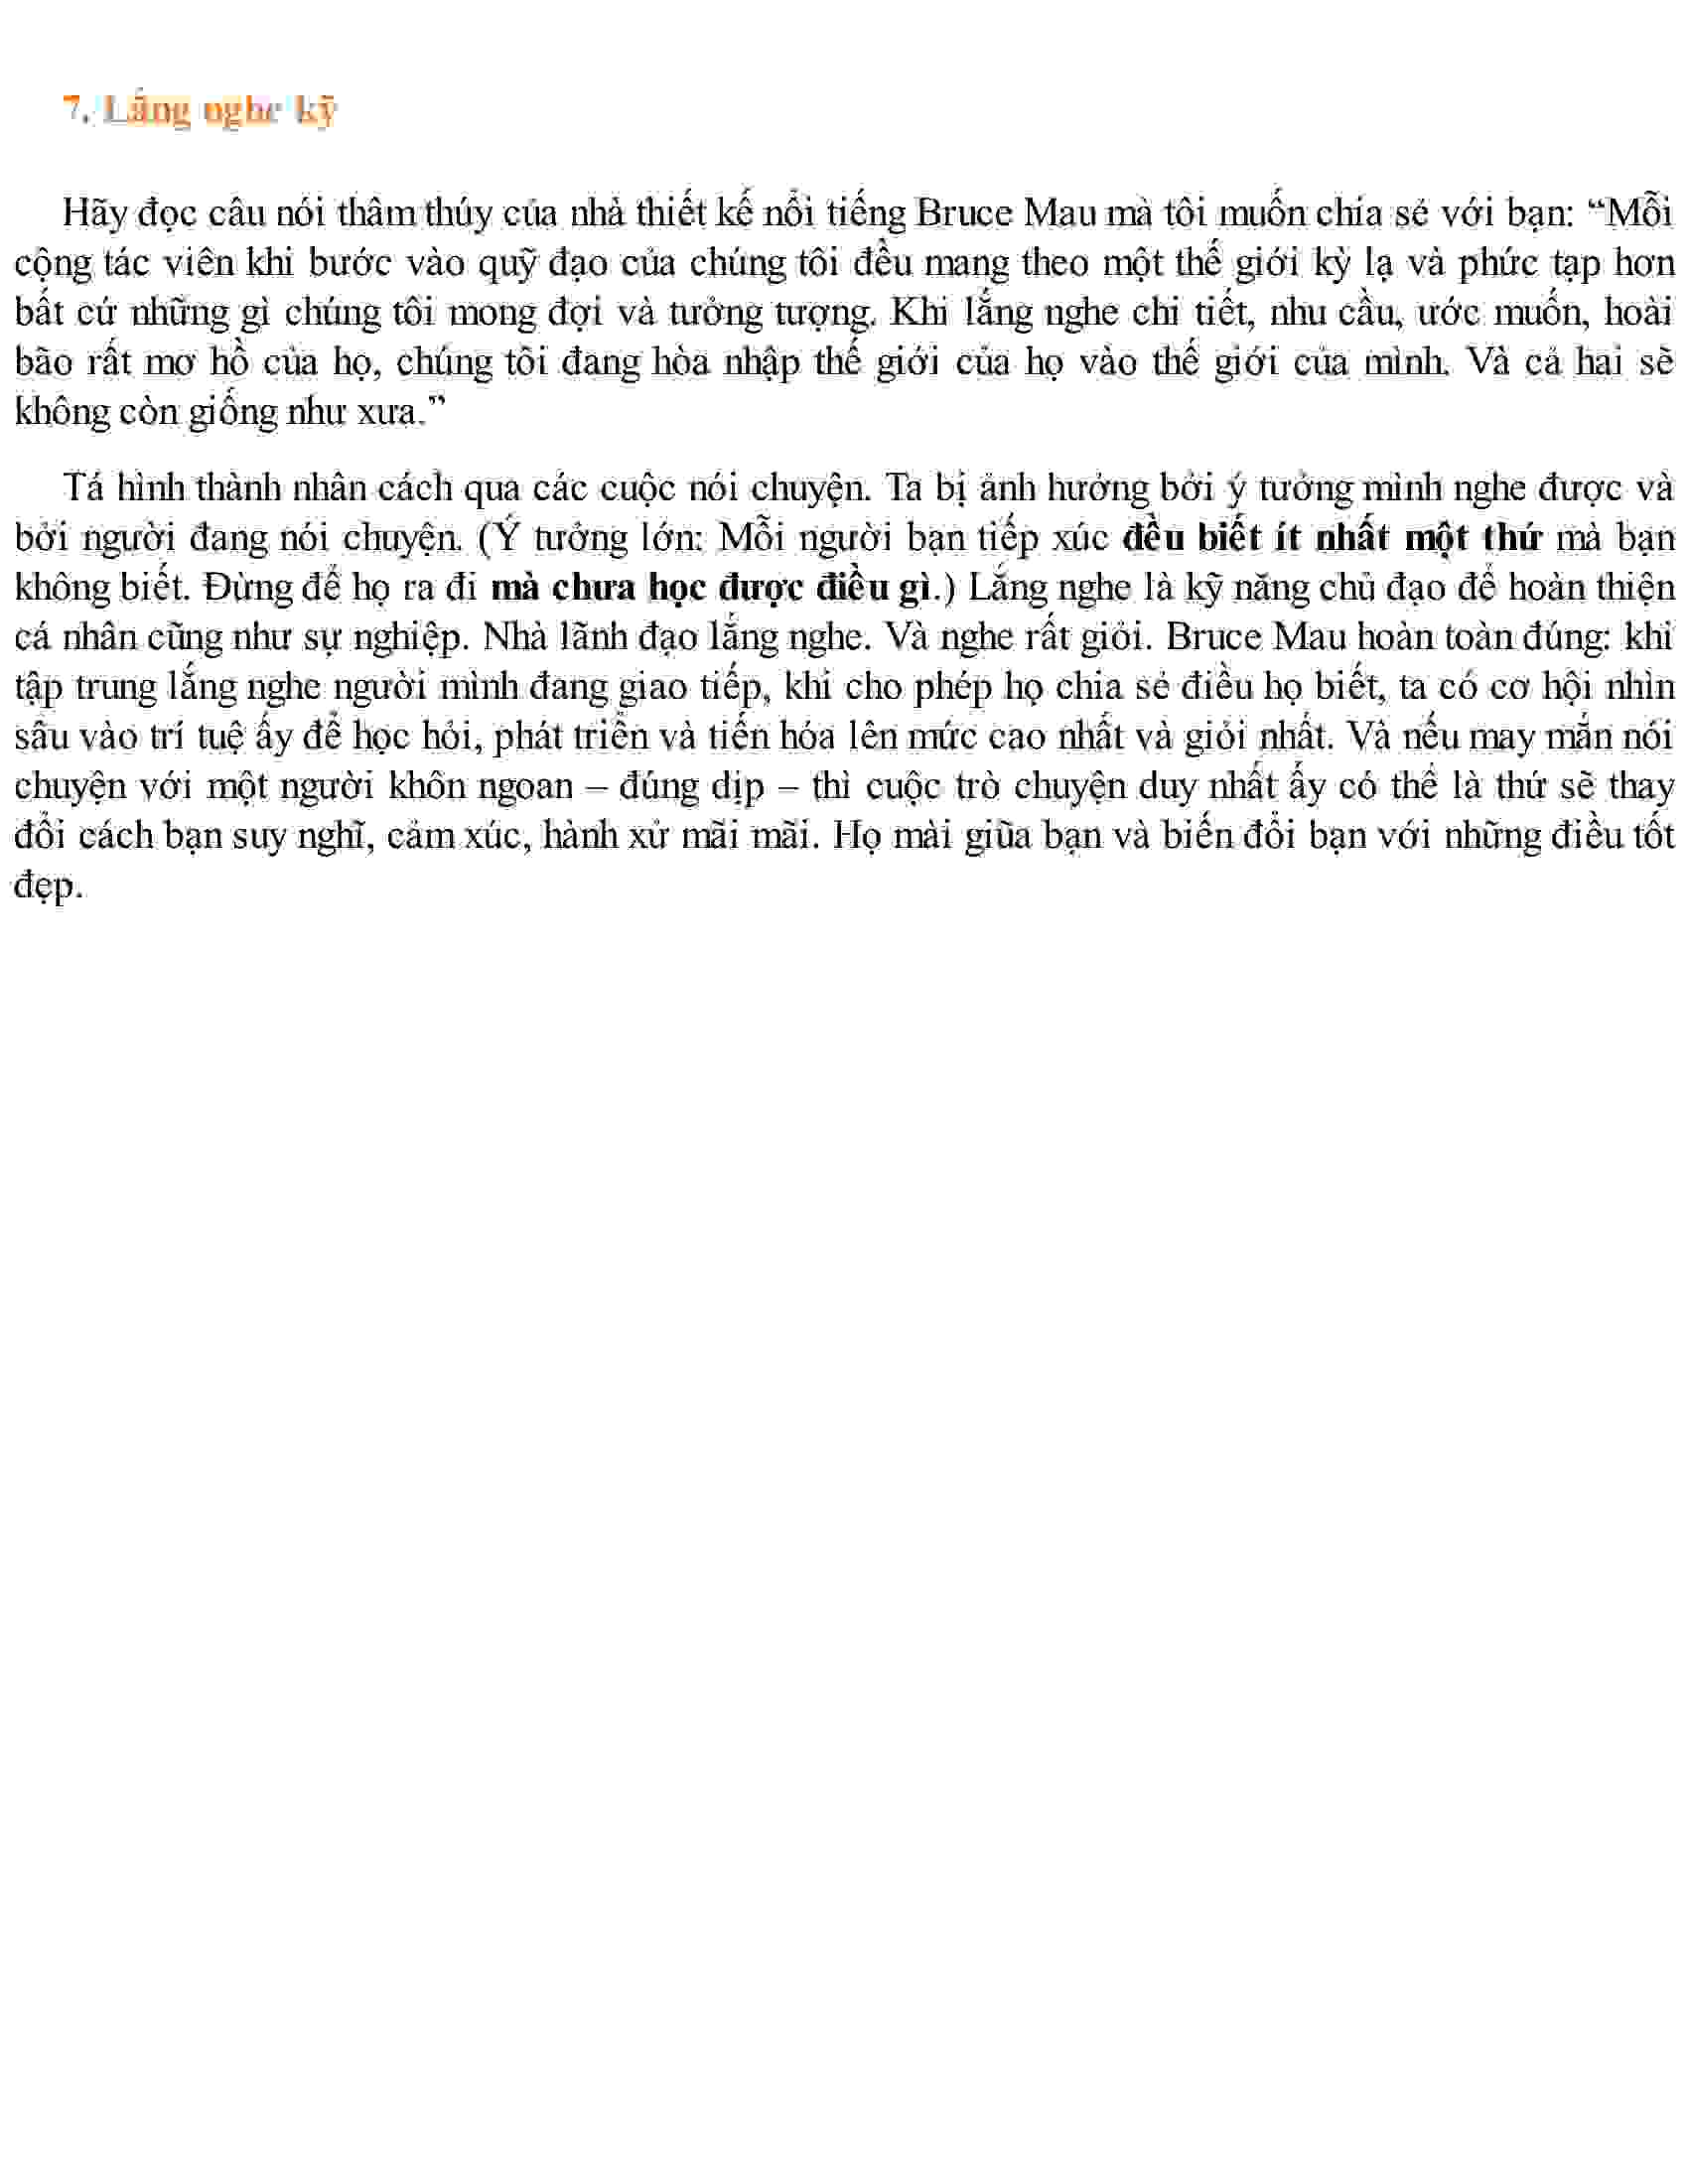 7. Lắng nghe kỹ
Hãy đọc câu nói thâm thúy của nhà thiết kế nổi tiếng Bruce Mau mà tôi muốn chia sẻ với bạn: “Mỗi
cộng tác viên khi bước vào quỹ đạo của chúng tôi đều mang theo một thế giới kỳ lạ và phức tạp hơn
bất cứ những gì chúng tôi mong đợi và tưởng tượng. Khi lắng nghe chi tiết, nhu cầu, ước muốn, hoài
bão rất mơ hồ của họ, chúng tôi đang hòa nhập thế giới của họ vào thế giới của mình. Và cả hai sẽ
không còn giống như xưa.”
Tá hình thành nhân cách qua các cuộc nói chuyện. Ta bị ảnh hưởng bởi ý tưởng mình nghe được và
bởi người đang nói chuyện. (Ý tưởng lớn: Mỗi người bạn tiếp xúc đều biết ít nhất một thứ mà bạn
không biết. Đừng để họ ra đi mà chưa học được điều gì.) Lắng nghe là kỹ năng chủ đạo để hoàn thiện
cá nhân cũng như sự nghiệp. Nhà lãnh đạo lắng nghe. Và nghe rất giỏi. Bruce Mau hoàn toàn đúng: khi
tập trung lắng nghe người mình đang giao tiếp, khi cho phép họ chia sẻ điều họ biết, ta có cơ hội nhìn
sâu vào trí tuệ ấy để học hỏi, phát triển và tiến hóa lên mức cao nhất và giỏi nhất. Và nếu may mắn nói
chuyện với một người khôn ngoan – đúng dịp – thì cuộc trò chuyện duy nhất ấy có thể là thứ sẽ thay
đổi cách bạn suy nghĩ, cảm xúc, hành xử mãi mãi. Họ mài giũa bạn và biến đổi bạn với những điều tốt
đẹp.